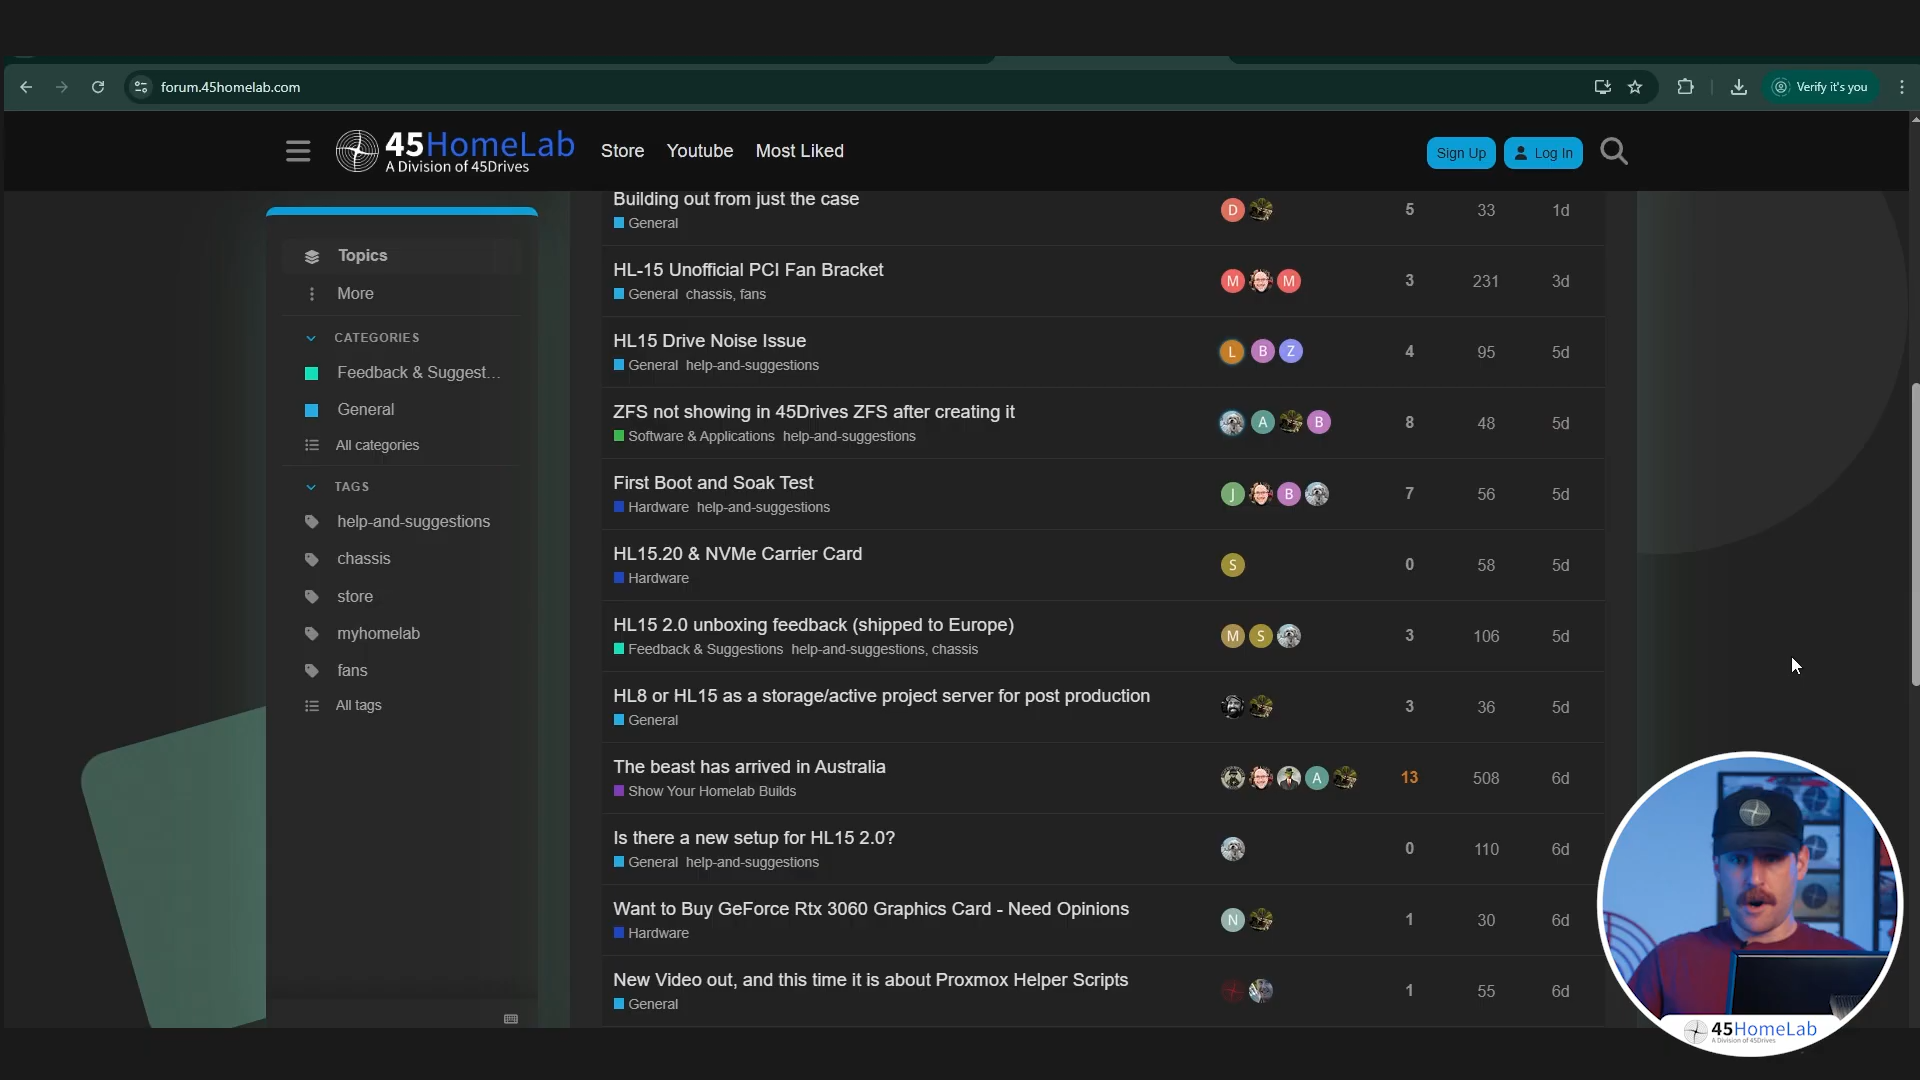 forum.45homelab.com
Verify it's you
45HomeLab
A Division of 45Drives
Store Youtube Most Liked
Sign Up
Log In
Topics
More
CATEGORIES
Feedback & Suggest...
General
All categories
TAGS
help-and-suggestions
chassis
store
myhomelab
fans
All tags
Building out from just the case
General
D
5 33 1d
HL-15 Unofficial PCI Fan Bracket
General chassis, fans
M M
3 231 3d
HL15 Drive Noise Issue
General help-and-suggestions
L B Z
4 95 5d
ZFS not showing in 45Drives ZFS after creating it
Software & Applications help-and-suggestions
A B
8 48 5d
First Boot and Soak Test
Hardware help-and-suggestions
J B
7 56 5d
HL15.20 & NVMe Carrier Card
Hardware
S
0 58 5d
HL15 2.0 unboxing feedback (shipped to Europe)
Feedback & Suggestions help-and-suggestions, chassis
M S
3 106 5d
HL8 or HL15 as a storage/active project server for post production
General
3 36 5d
The beast has arrived in Australia
Show Your Homelab Builds
A
13 508 6d
Is there a new setup for HL15 2.0?
General help-and-suggestions
0 110 6d
Want to Buy GeForce Rtx 3060 Graphics Card - Need Opinions
Hardware
N
1 30 6d
New Video out, and this time it is about Proxmox Helper Scripts
General
1 55 6d
45HomeLab
A Division of 45Drives